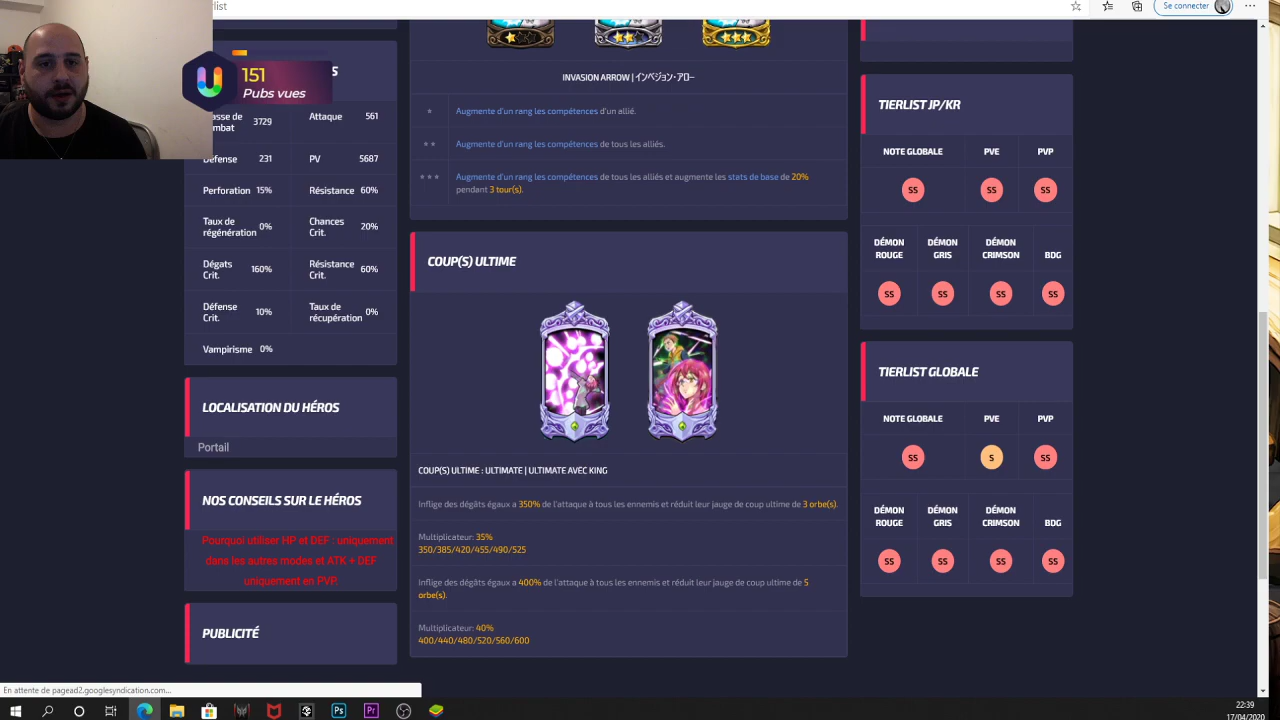 rlist
Se connecter
151
Pubs vues
S
Classe de
combat
3729
Attaque
561
Défense
231
PV
5687
Perforation
15%
Résistance
60%
Taux de
régénération
0%
Chances
Crit.
20%
Dégats
Crit.
160%
Résistance
Crit.
60%
Défense
Crit.
10%
Taux de
récupération
0%
Vampirisme
0%
LOCALISATION DU HÉROS
Portail
NOS CONSEILS SUR LE HÉROS
Pourquoi utiliser HP et DEF : uniquement
dans les autres modes et ATK + DEF
uniquement en PVP.
PUBLICITÉ
INVASION ARROW | インベジョン・アロー
Augmente d'un rang les compétences d'un allié.
Augmente d'un rang les compétences de tous les alliés.
Augmente d'un rang les compétences de tous les alliés et augmente les stats de base de 20%
pendant 3 tour(s).
COUP(S) ULTIME
COUP(S) ULTIME : ULTIMATE | ULTIMATE AVEC KING
Inflige des dégâts égaux a 350% de l'attaque à tous les ennemis et réduit leur jauge de coup ultime de 3 orbe(s).
Multiplicateur: 35%
350/385/420/455/490/525
Inflige des dégâts égaux a 400% de l'attaque à tous les ennemis et réduit leur jauge de coup ultime de 5
orbe(s).
Multiplicateur: 40%
400/440/480/520/560/600
TIERLIST JP/KR
NOTE GLOBALE PVE PVP
SS SS SS
DÉMON
ROUGE
DÉMON
GRIS
DÉMON
CRIMSON
BDG
SS SS SS SS
TIERLIST GLOBALE
NOTE GLOBALE PVE PVP
SS S SS
DÉMON
ROUGE
DÉMON
GRIS
DÉMON
CRIMSON
BDG
SS SS SS SS
En attente de pagead2.googlesyndication.com...
22:39
17/04/2020